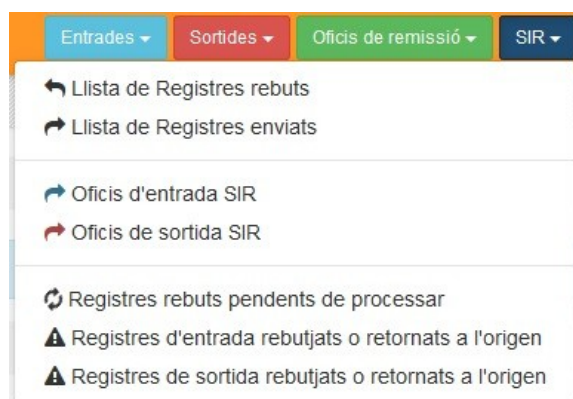 Entrades
Sortides
Oficis de remissió
SIR
Llista de Registres rebuts
Llista de Registres enviats
Oficis d'entrada SIR
Oficis de sortida SIR
Registres rebuts pendents de processar
Registres d'entrada rebutjats o retornats a l'origen
Registres de sortida rebutjats o retornats a l'origen